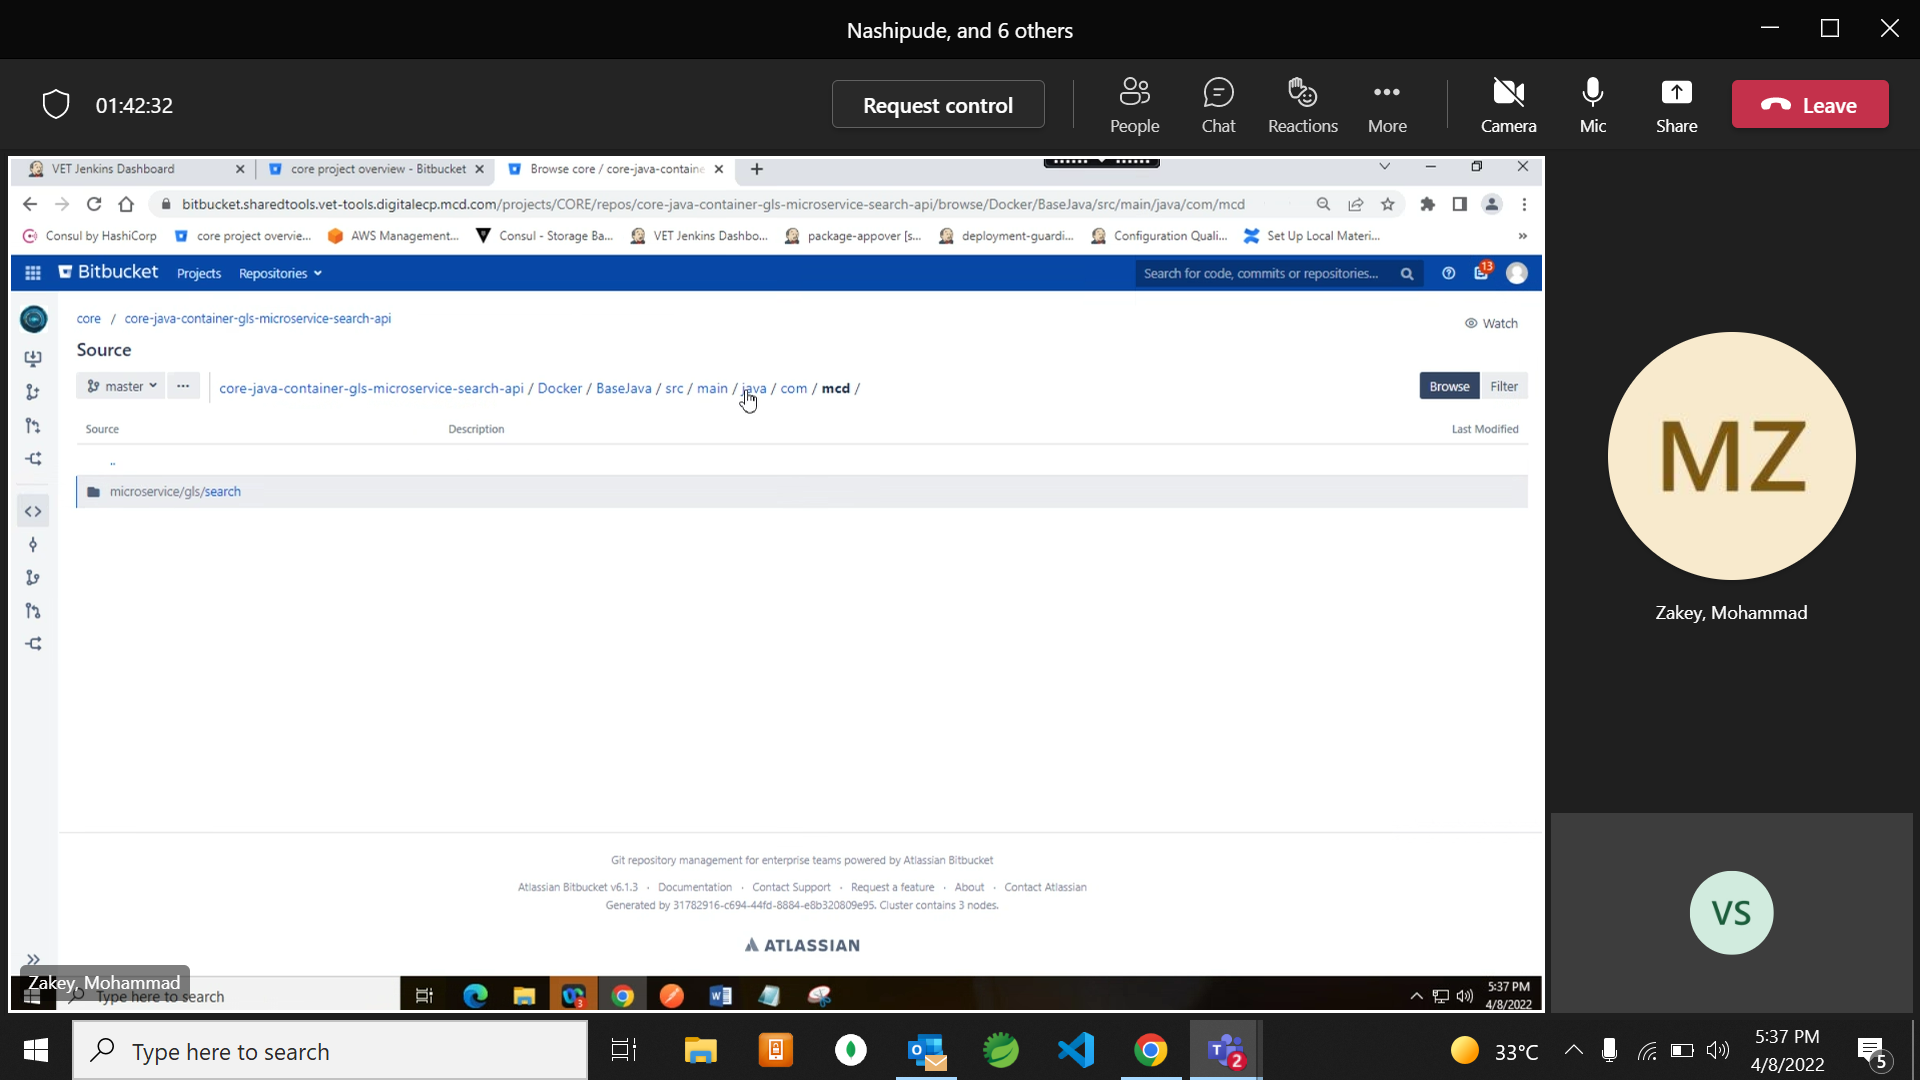 Nashipude, and 6 others
01:42:32
Request control
People
Chat
Reactions
More
Camera
Mic
Share
Leave
VET Jenkins Dashboard
core project overview - Bitbucket
Browse core / core-java-containe
bitbucket.sharedtools.vet-tools.digitalecp.mcd.com/projects/CORE/repos/core-java-container-gls-microservice-search-api/browse/Docker/BaseJava/src/main/java/com/mcd
Consul by HashiCorp
core project overvie...
AWS Management...
Consul - Storage Ba...
VET Jenkins Dashbo...
package-appover [s...
deployment-guardi...
Configuration Quali...
Set Up Local Materi...
»
Bitbucket
Projects
Repositories
Search for code, commits or repositories...
13
core / core-java-container-gls-microservice-search-api
Watch
Source
master
core-java-container-gls-microservice-search-api / Docker / BaseJava / src / main / java / com / mcd /
Browse
Filter
Source
Description
Last Modified
..
microservice/gls/search
MZ
Zakey, Mohammad
Git repository management for enterprise teams powered by Atlassian Bitbucket
Atlassian Bitbucket v6.1.3 · Documentation · Contact Support · Request a feature · About · Contact Atlassian
Generated by 31782916-c694-44fd-8884-e8b320809e95. Cluster contains 3 nodes.
ATLASSIAN
VS
Zakey, Mohammad
Type here to search
3
5:37 PM
4/8/2022
Type here to search
2
33°C
5:37 PM
4/8/2022
5